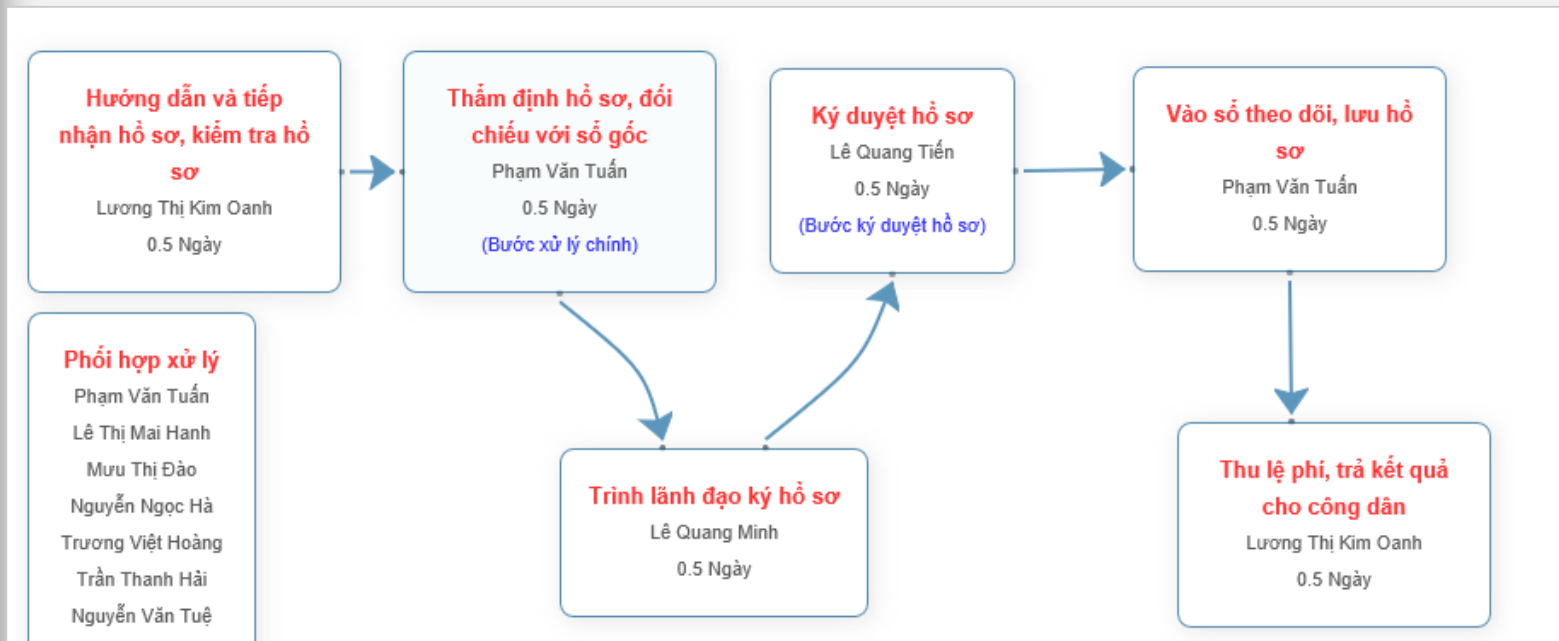 Hướng dẫn và tiếp
nhận hồ sơ, kiểm tra hồ
sơ
Lương Thị Kim Oanh
0.5 Ngày
Thẩm định hồ sơ, đối
chiếu với sổ gốc
Phạm Văn Tuấn
0.5 Ngày
(Bước xử lý chính)
Ký duyệt hồ sơ
Lê Quang Tiến
0.5 Ngày
(Bước ký duyệt hồ sơ)
Vào sổ theo dõi, lưu hồ
sơ
Phạm Văn Tuấn
0.5 Ngày
Phối hợp xử lý
Phạm Văn Tuấn
Lê Thị Mai Hanh
Mưu Thị Đào
Nguyễn Ngọc Hà
Trương Việt Hoàng
Trần Thanh Hải
Nguyễn Văn Tuệ
Trình lãnh đạo ký hồ sơ
Lê Quang Minh
0.5 Ngày
Thu lệ phí, trả kết quả
cho công dân
Lương Thị Kim Oanh
0.5 Ngày